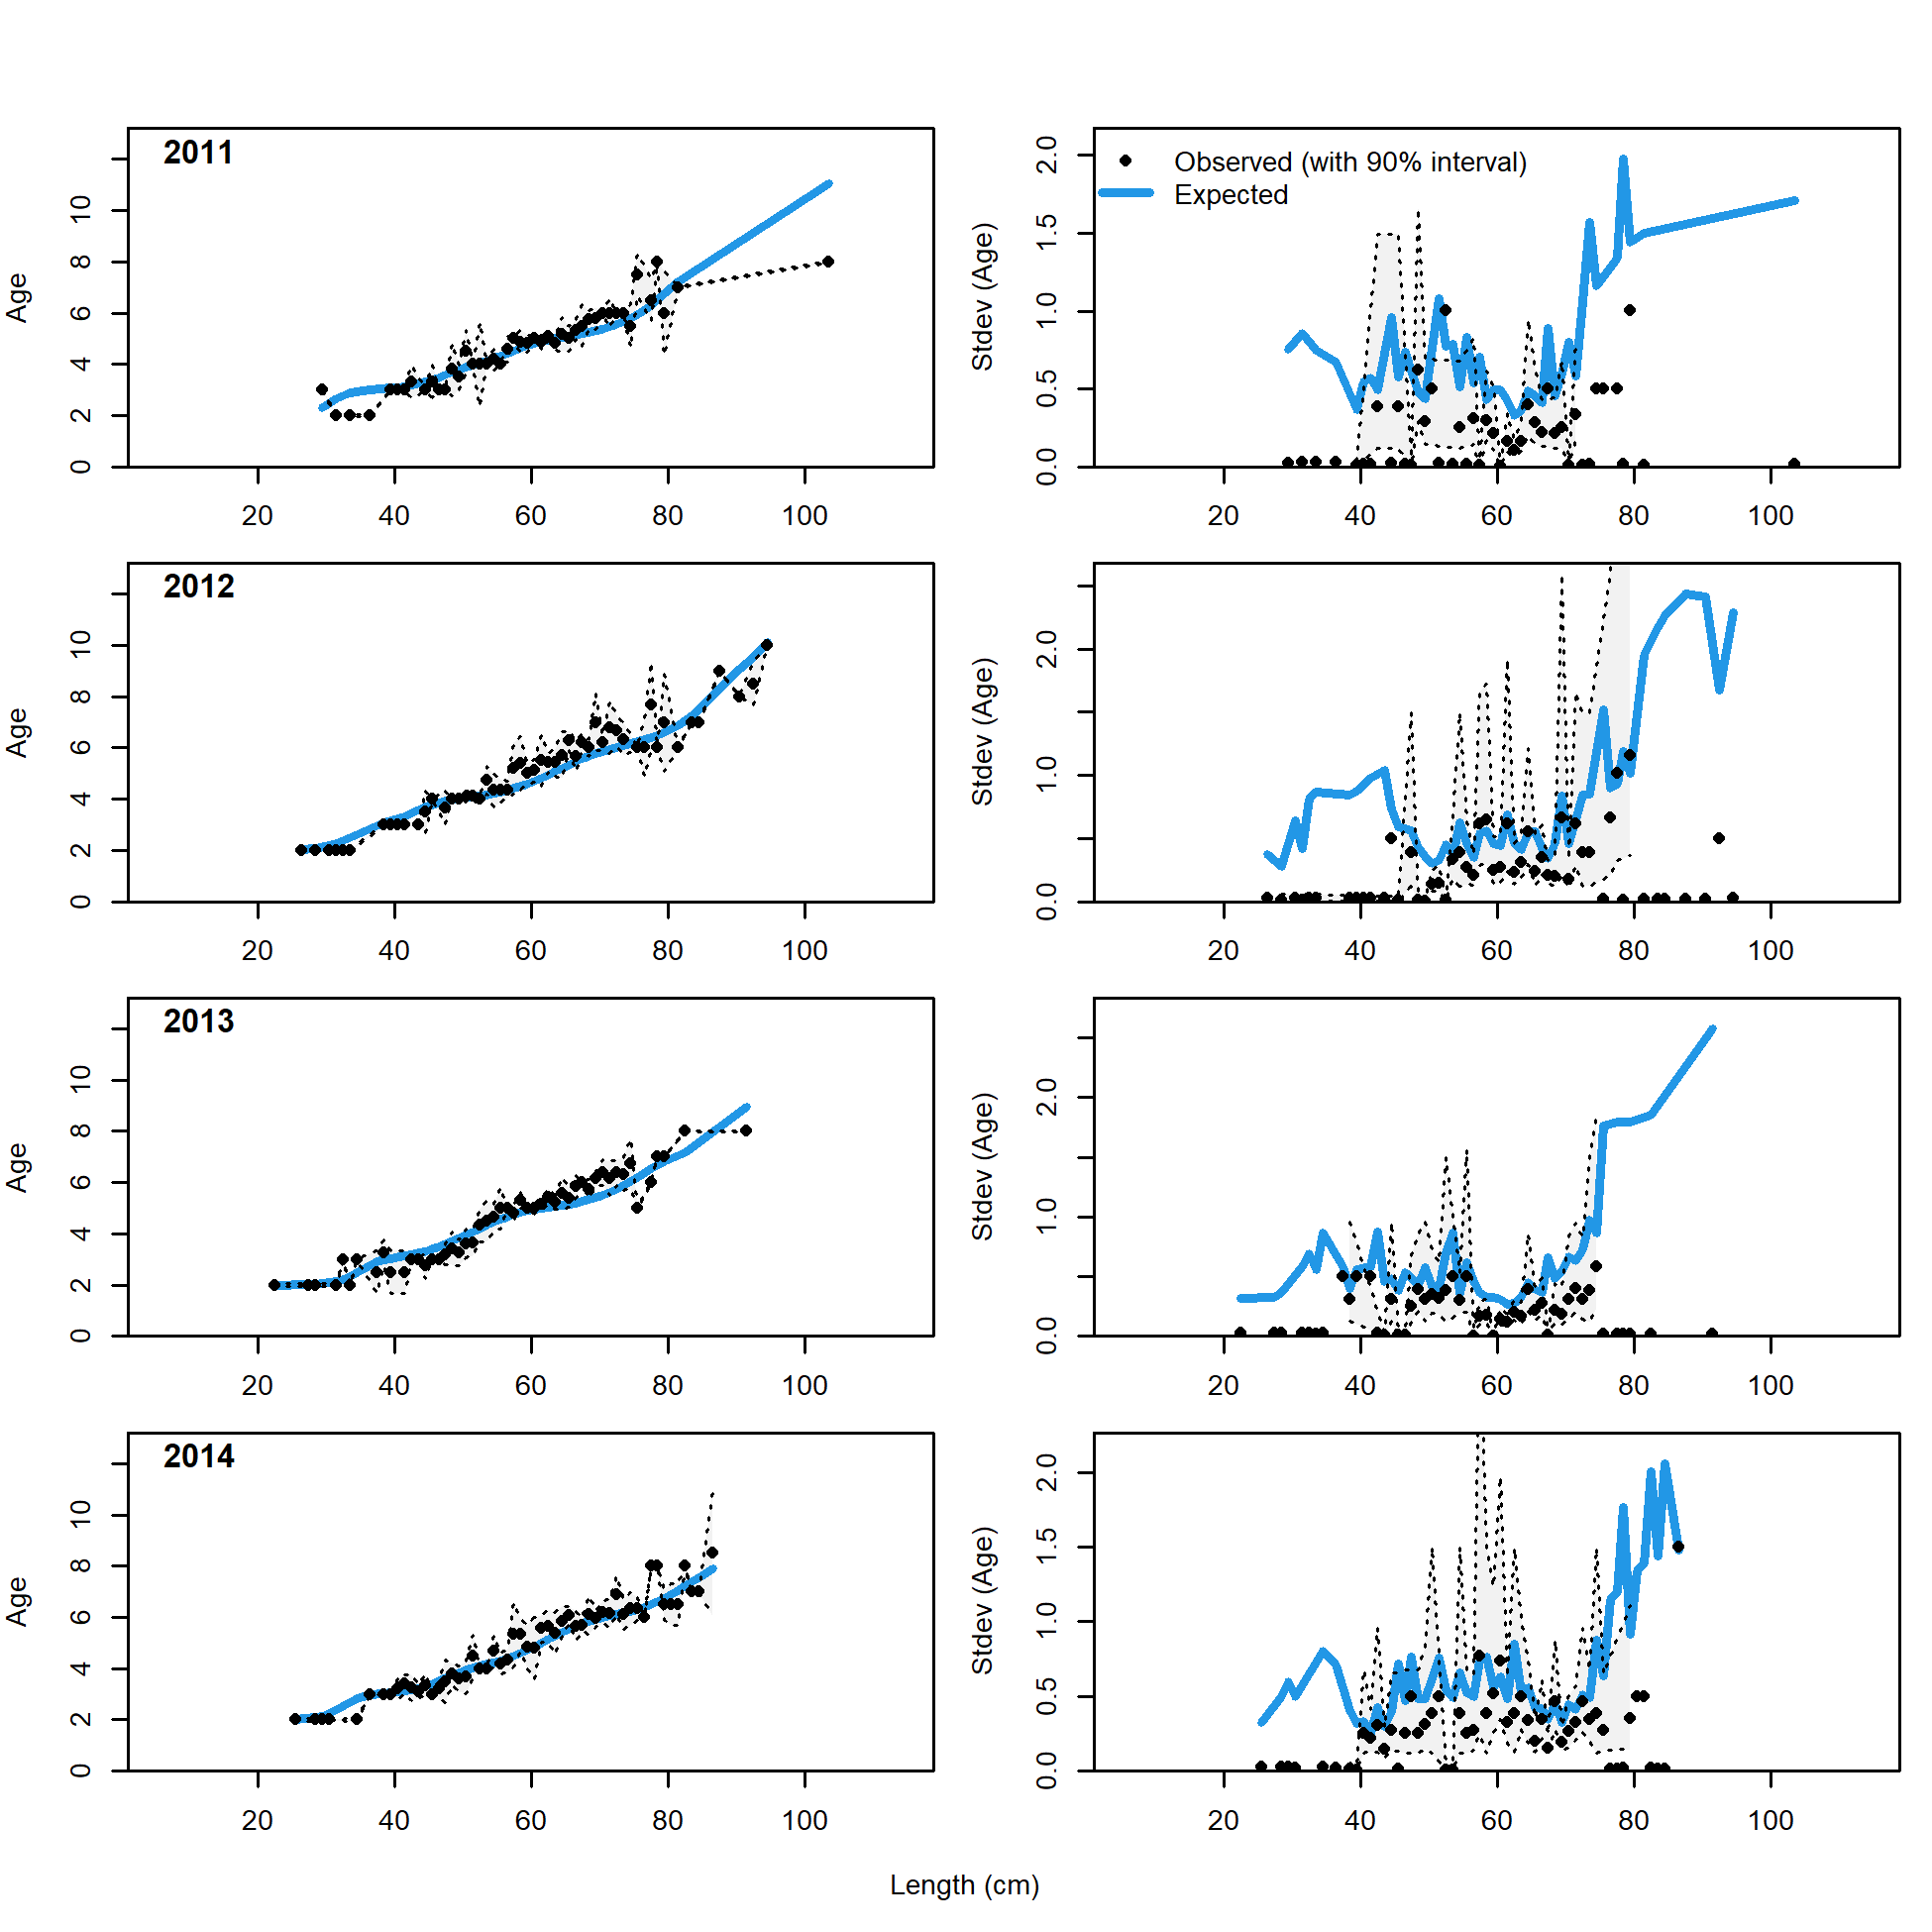 2011
Age
0 2 4 6 8 10
20 40 60 80 100
Observed (with 90% interval)
Expected
Stdev (Age)
0.0 0.5 1.0 1.5 2.0
20 40 60 80 100
2012
Age
0 2 4 6 8 10
20 40 60 80 100
Stdev (Age)
0.0 1.0 2.0
20 40 60 80 100
2013
Age
0 2 4 6 8 10
20 40 60 80 100
Stdev (Age)
0.0 1.0 2.0
20 40 60 80 100
2014
Age
0 2 4 6 8 10
20 40 60 80 100
Stdev (Age)
0.0 0.5 1.0 1.5 2.0
20 40 60 80 100
Length (cm)